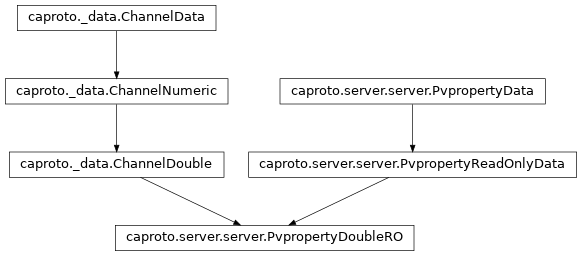 caproto._data.ChannelData
caproto._data.ChannelNumeric
caproto.server.server.PvpropertyData
caproto._data.ChannelDouble
caproto.server.server.PvpropertyReadOnlyData
caproto.server.server.PvpropertyDoubleRO